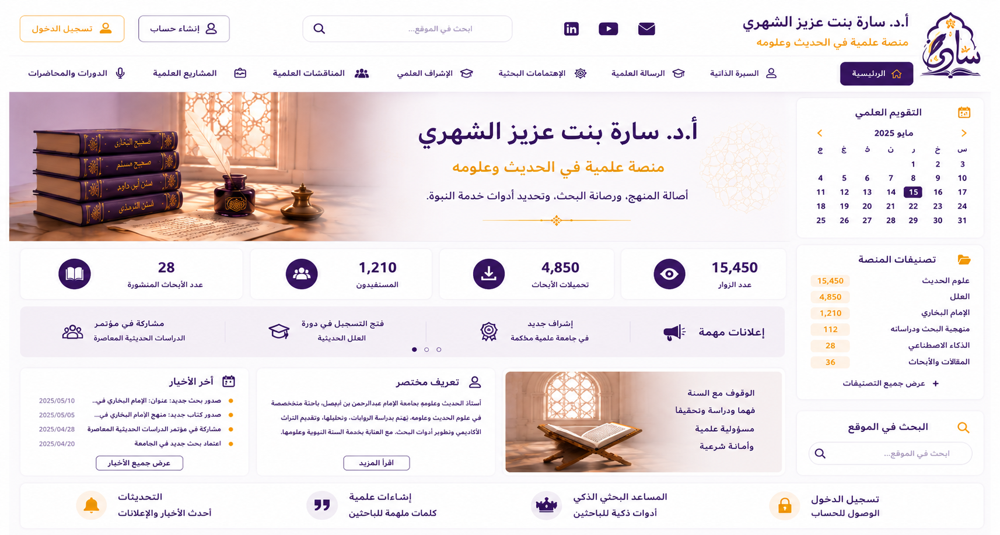 أ.د. سارة بنت عزيز الشهري
منصة علمية في الحديث وعلومه
سارة
ابحث في الموقع...
إنشاء حساب
تسجيل الدخول
الرئيسية
السيرة الذاتية
الرسالة العلمية
الإهتمامات البحثية
الإشراف العلمي
المناقشات العلمية
المشاريع العلمية
الدورات والمحاضرات
أ.د. سارة بنت عزيز الشهري
منصة علمية في الحديث وعلومه
أصالة المنهج، ورصانة البحث، وتحديد أدوات خدمة النبوة.
صحيح البخاري
صحيح مسلم
سنن أبي داود
سنن الترمذي
التقويم العلمي
مايو 2025
س خ ر ن خ غ ع
3 2 1
10 9 8 7 6 5 4
17 16 15 14 13 12 11
24 23 22 21 20 19 18
31 30 29 28 27 26 25
15,450
عدد الزوار
4,850
تحميلات الأبحاث
1,210
المستفيدون
28
عدد الأبحاث المنشورة
تصنيفات المنصة
علوم الحديث 15,450
العلل 4,850
الإمام البخاري 1,210
منهجية البحث ودراساته 112
الذكاء الاصطناعي 28
المقالات والأبحاث 36
+ عرض جميع التصنيفات
إعلانات مهمة
إشراف جديد
في جامعة علمية محكمة
فتح التسجيل في دورة
العلل الحديثية
مشاركة في مؤتمر
الدراسات الحديثية المعاصرة
الوقوف مع السنة
فهما ودراسة وتحقيقا
مسؤولية علمية
وأمانة شرعية
تعريف مختصر
أستاذ الحديث وعلومه بجامعة الإمام عبدالرحمن بن أبيصل، باحثة متخصصة
في علوم الحديث وعلومه. يهتم بدراسة الروايات، وتحليلها، وتقديم التراث
الأكاديمي وتطوير أدوات البحث، مع العناية بخدمة السنة النبوية وعلومها.
اقرأ المزيد
أخر الأخيار
صدور بحث جديد: عنوان: الإمام البخاري في.. 2025/05/10
صدور كتاب جديد: منهج الإمام البخاري في... 2025/05/05
مشاركة في مؤتمر الدراسات الحديثية المعاصرة 2025/04/28
اعتماد بحث جديد في الجامعة 2025/04/20
عرض جميع الأخيار
البحث في الموقع
ابحث في الموقع...
تسجيل الدخول
الوصول للحساب
المساعد البحثي الذكي
أدوات ذكية للباحثين
إشاءات علمية
كلمات ملهمة للباحثين
التحديثات
أحدث الأخبار والإعلانات